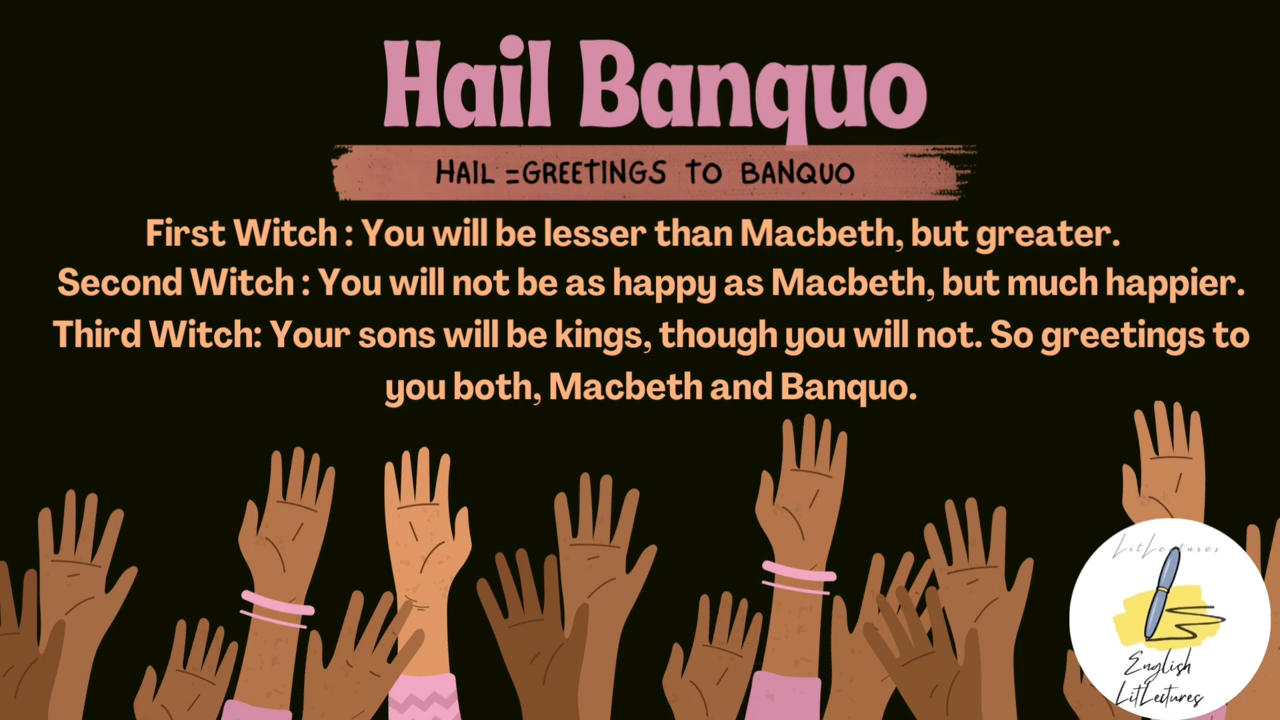 Hail Banquo
HAIL =GREETINGS TO BANQUO
First Witch : You will be lesser than Macbeth, but greater.
Second Witch : You will not be as happy as Macbeth, but much happier.
Third Witch: Your sons will be kings, though you will not. So greetings to
you both, Macbeth and Banquo.
LitLectures
English
LitLectures